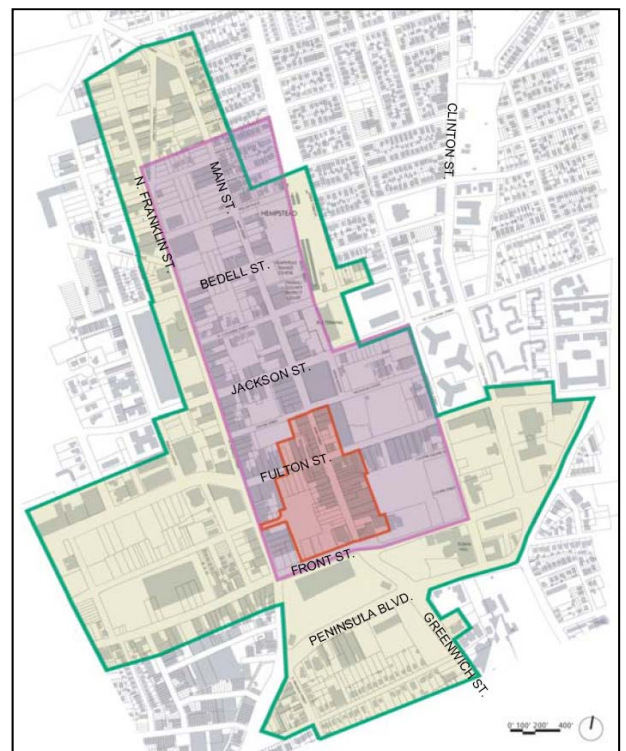 CLINTON ST.
N. FRANKLIN ST.
MAIN ST.
HEMPSTEAD
BEDELL ST.
JACKSON ST.
FULTON ST.
FRONT ST.
PENINSULA BLVD.
GREENWICH ST.
0' 100' 200' 400'